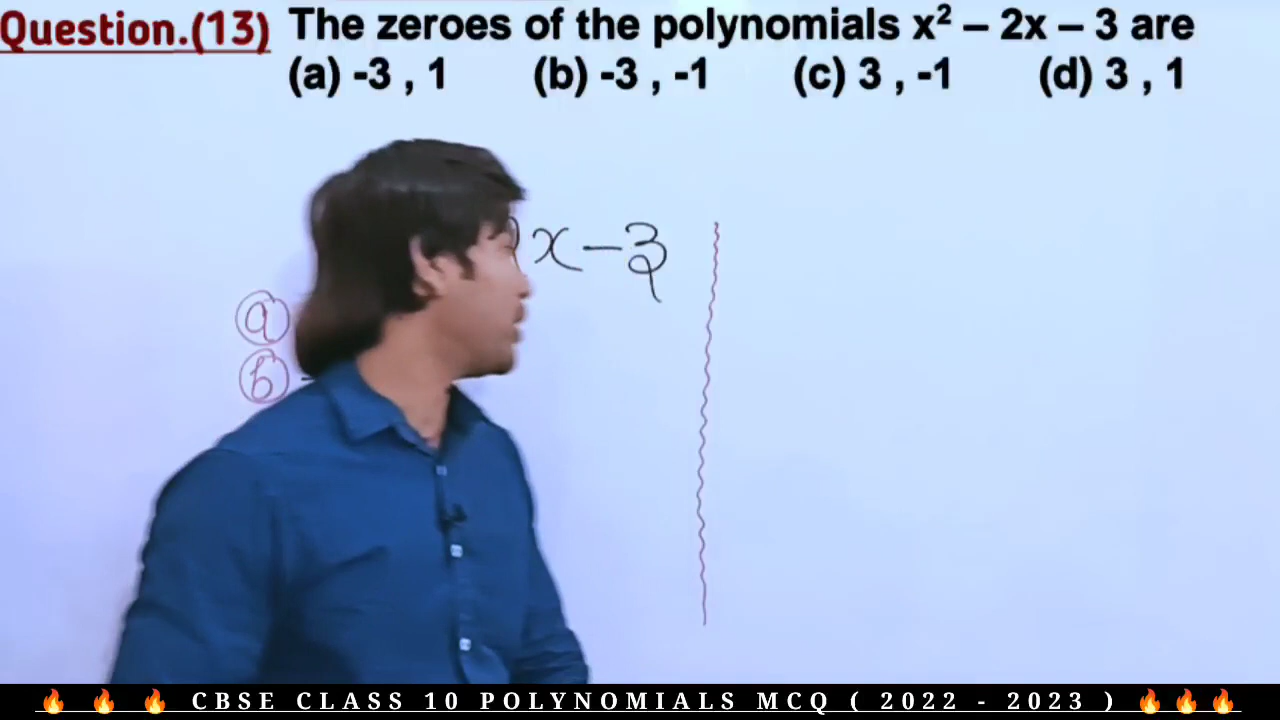 Question.(13) The zeroes of the polynomials x² – 2x – 3 are
(a) -3 , 1 (b) -3 , -1 (c) 3 , -1 (d) 3 , 1
x - 3
a
b
🔥 🔥 🔥 CBSE CLASS 10 POLYNOMIALS MCQ ( 2022 - 2023 ) 🔥 🔥 🔥